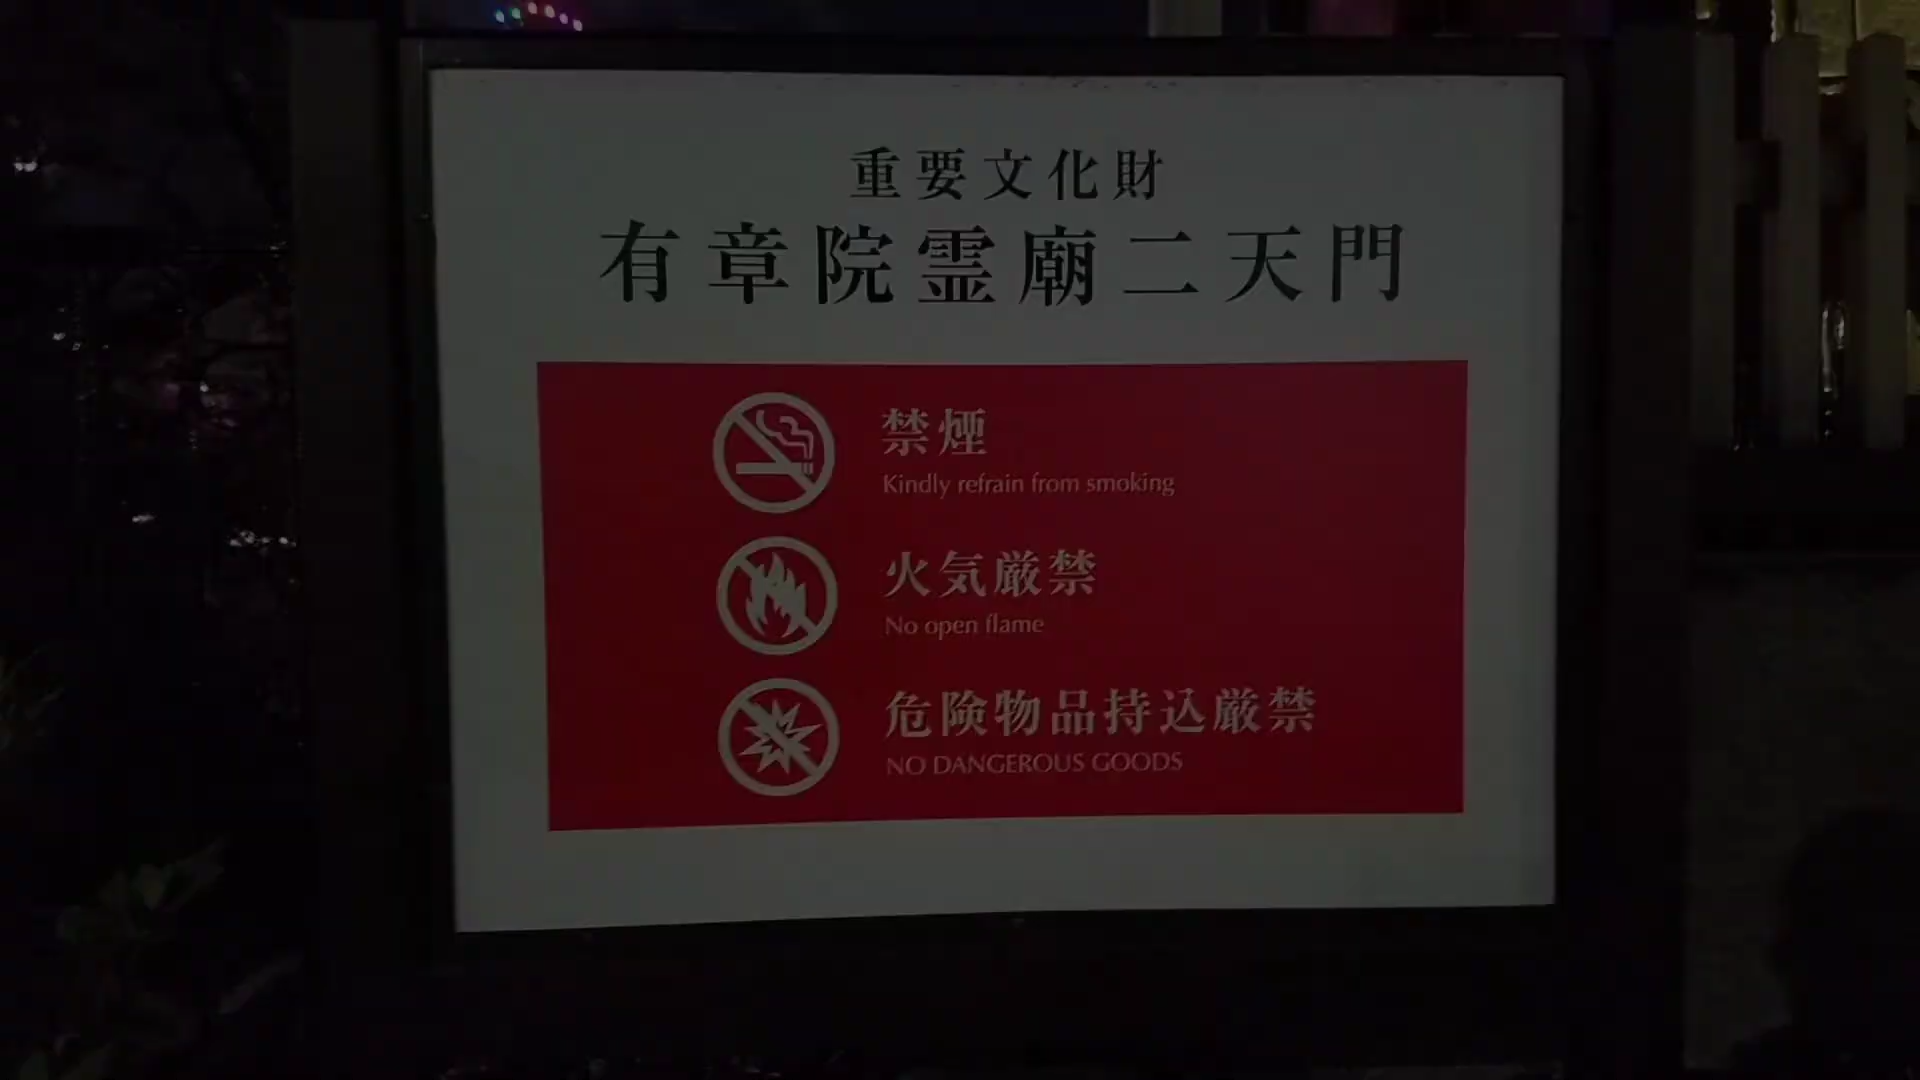 重要文化財
有章院霊廟二天門
禁煙
Kindly refrain from smoking
火気厳禁
No open flame
危険物品持込厳禁
NO DANGEROUS GOODS